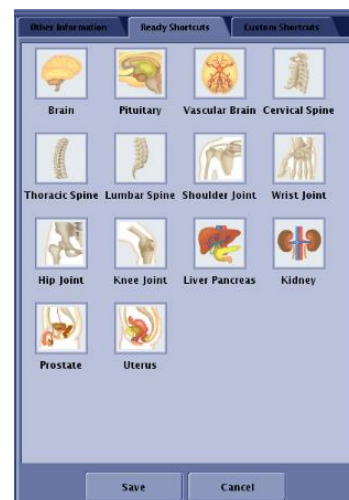 Other Information Ready Shortcuts Custom Shortcuts
Brain Pituitary Vascular Brain Cervical Spine
Thoracic Spine Lumbar Spine Shoulder Joint Wrist Joint
Hip Joint Knee Joint Liver Pancreas Kidney
Prostate Uterus
Save Cancel